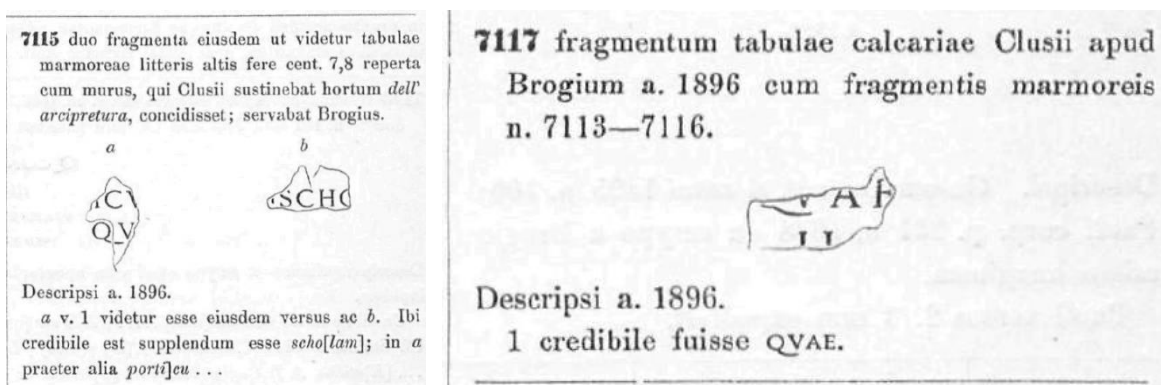 7115 duo fragmenta eiusdem ut videtur tabulae
marmoreae litteris altis fere cent. 7,8 reperta
cum murus, qui Clusii sustinebat hortum dell'
arcipretura, concidisset; servabat Brogius.
a b
CV
QV
SCHO
Descripsi a. 1896.
a v. 1 videtur esse eiusdem versus ac b. Ibi
credibile est supplendum esse scho[lam]; in a
praeter alia porti]cu . . .
7117 fragmentum tabulae calcariae Clusii apud
Brogium a. 1896 cum fragmentis marmoreis
n. 7113—7116.
Descripsi a. 1896.
1 credibile fuisse QVAE.